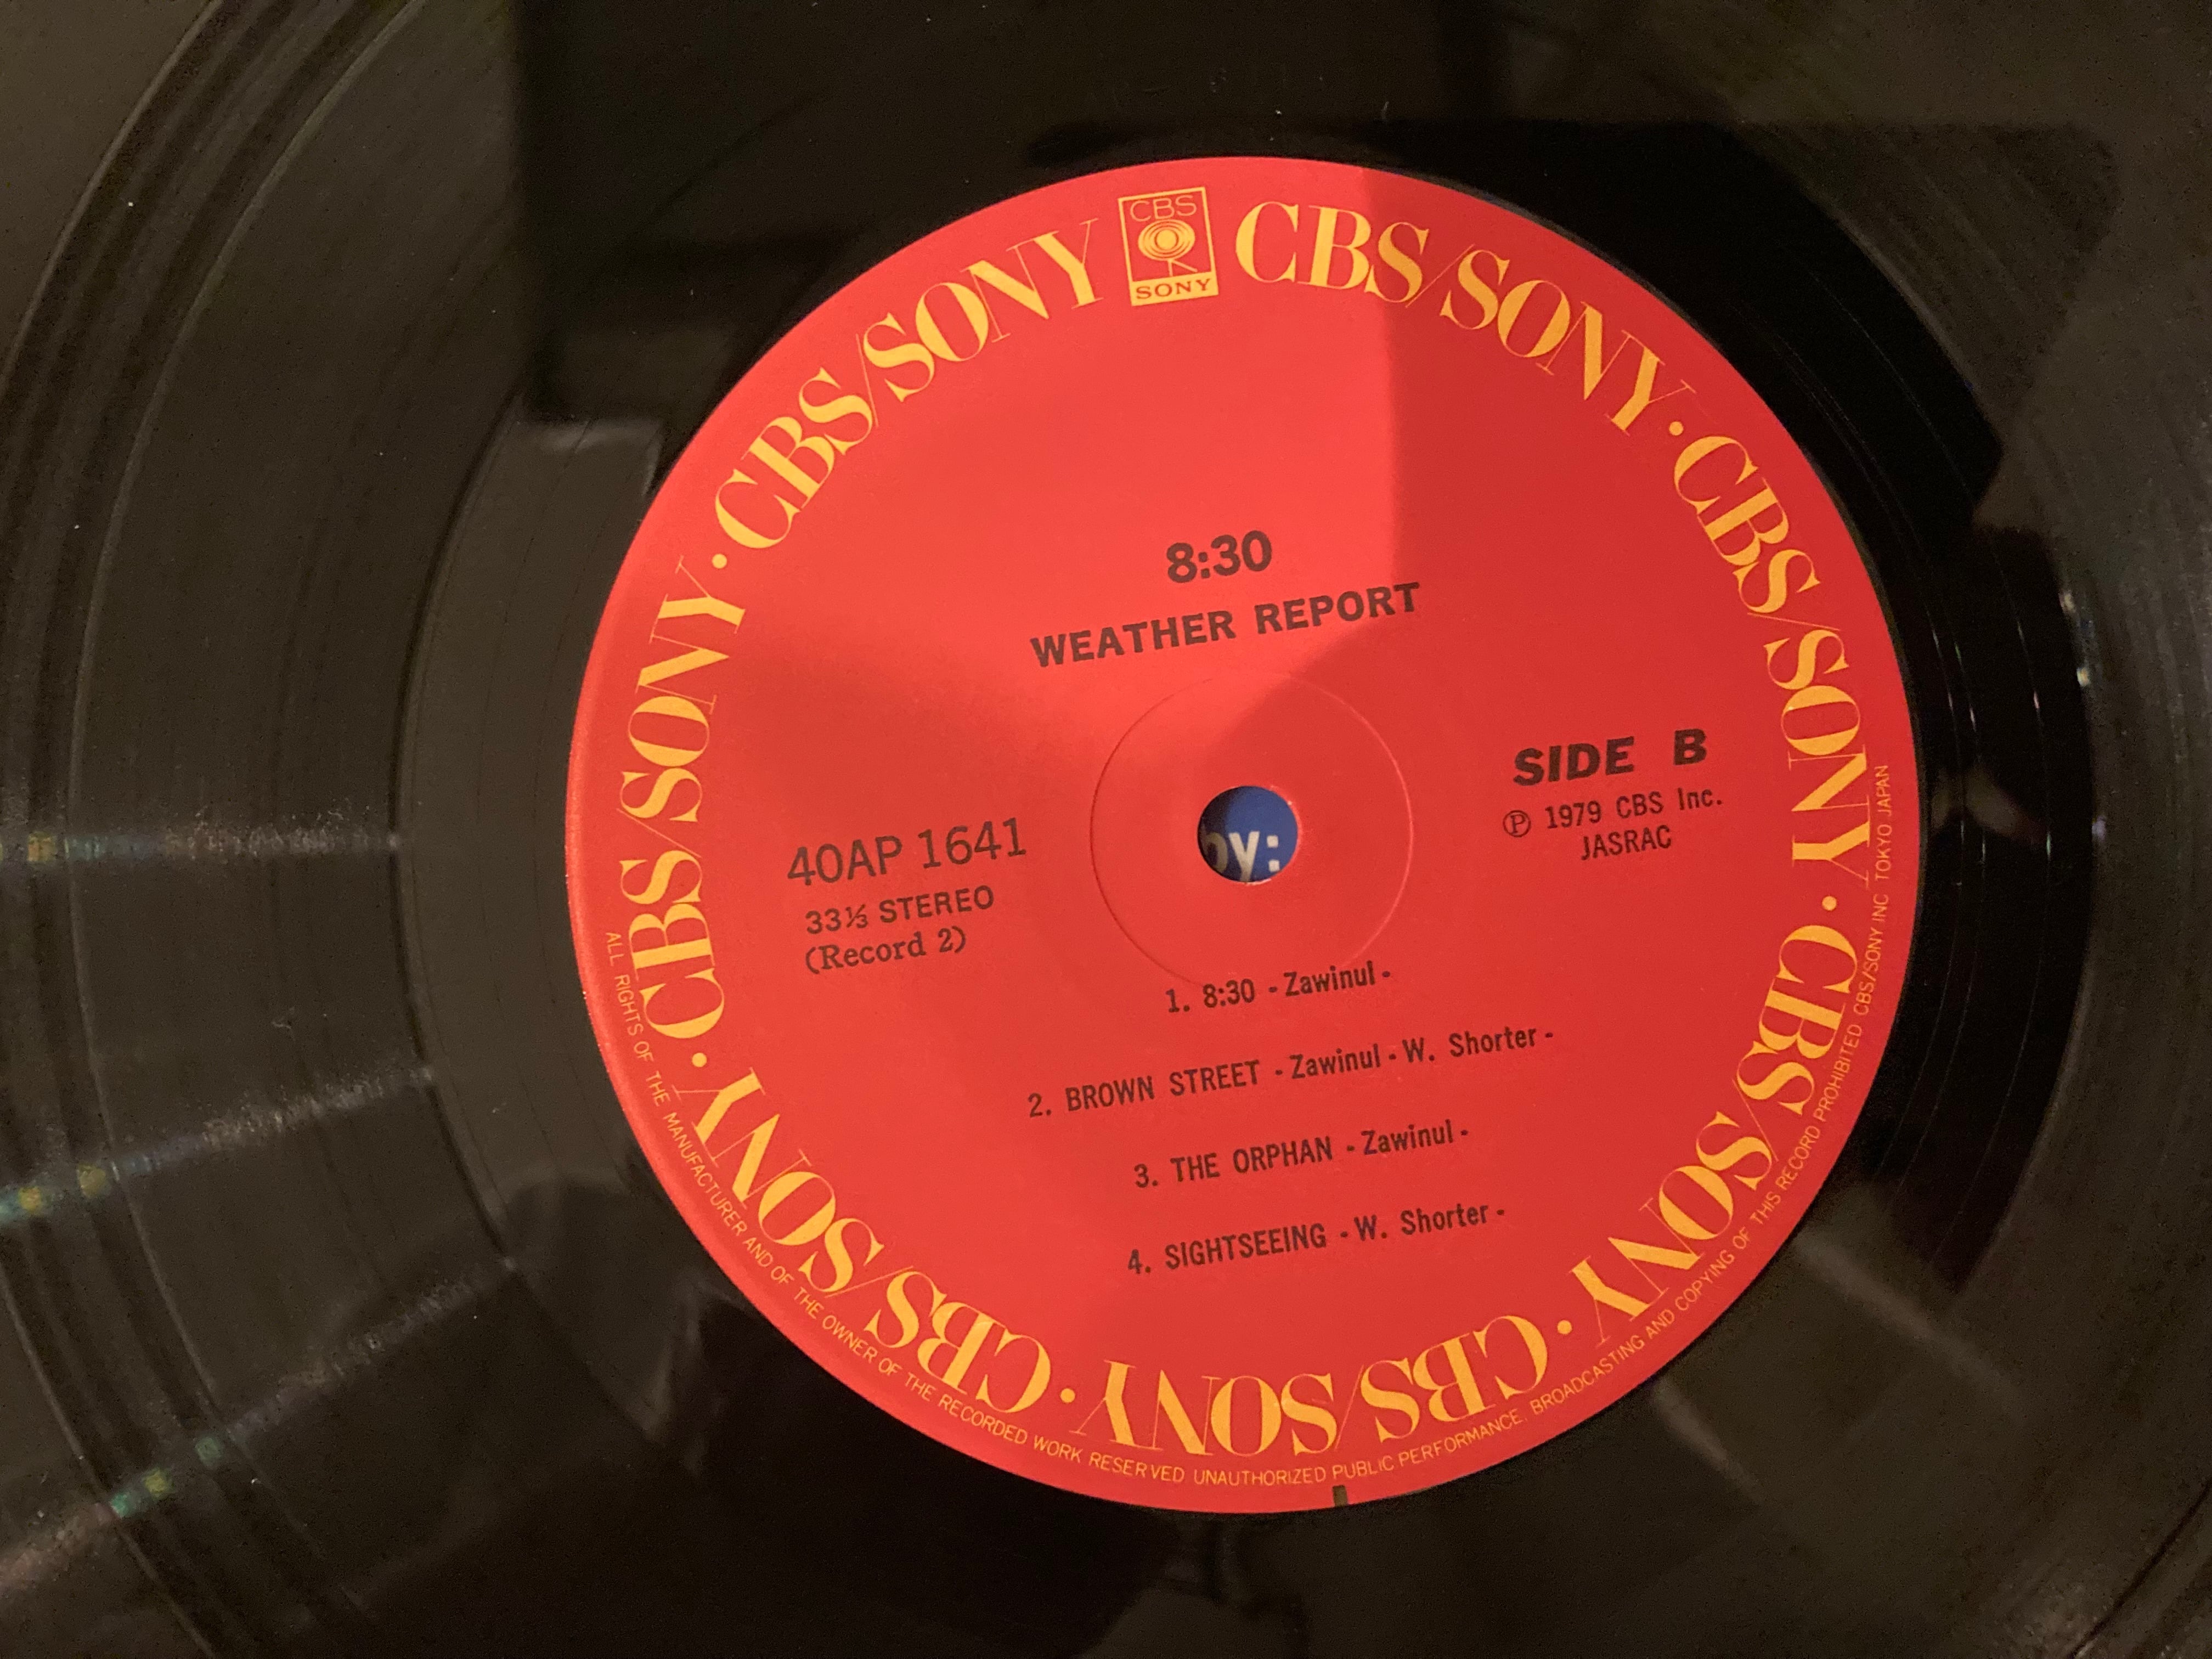 CBS
SONY
CBS/SONY · CBS/SONY · CBS/SONY · CBS/SONY · CBS/SONY · CBS/SONY · CBS/SONY · CBS/SONY
8:30
WEATHER REPORT
SIDE B
Ⓟ 1979 CBS Inc.
JASRAC
40AP 1641
33⅓ STEREO
(Record 2)
by:
1. 8:30 - Zawinul -
2. BROWN STREET - Zawinul - W. Shorter -
3. THE ORPHAN - Zawinul -
4. SIGHTSEEING - W. Shorter -
ALL RIGHTS OF THE MANUFACTURER AND OF THE OWNER OF THE RECORDED WORK RESERVED UNAUTHORIZED PUBLIC PERFORMANCE. BROADCASTING AND COPYING OF THIS RECORD PROHIBITED CBS/SONY INC TOKYO JAPAN